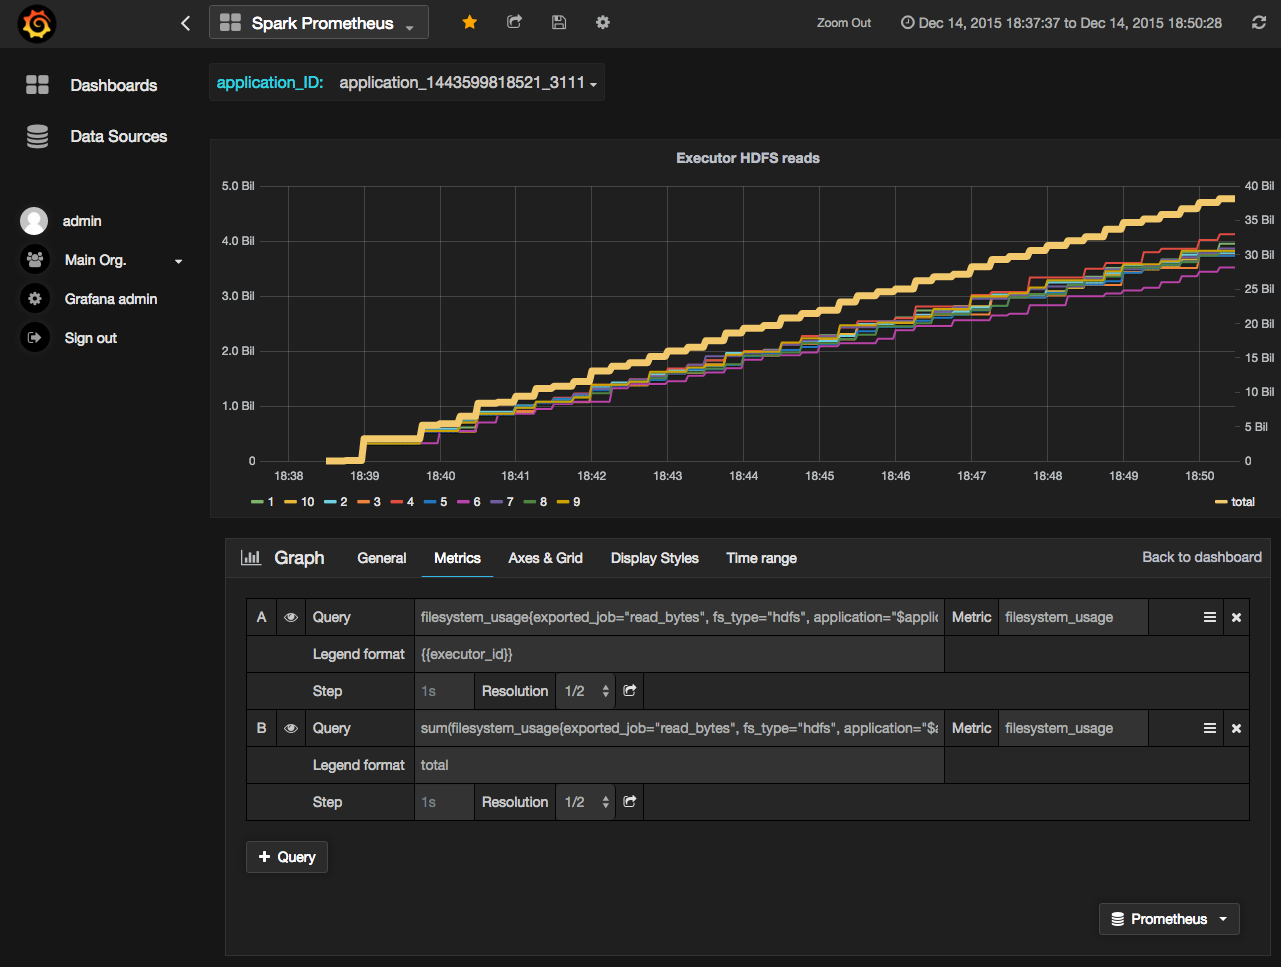 Spark Prometheus
Zoom Out
Dec 14, 2015 18:37:37 to Dec 14, 2015 18:50:28
Dashboards
Data Sources
admin
Main Org.
Grafana admin
Sign out
application_ID: application_1443599818521_3111
Executor HDFS reads
5.0 Bil
4.0 Bil
3.0 Bil
2.0 Bil
1.0 Bil
0
40 Bil
35 Bil
30 Bil
25 Bil
20 Bil
15 Bil
10 Bil
5 Bil
0
18:38 18:39 18:40 18:41 18:42 18:43 18:44 18:45 18:46 18:47 18:48 18:49 18:50
1 10 2 3 4 5 6 7 8 9 total
Graph General Metrics Axes & Grid Display Styles Time range Back to dashboard
A Query filesystem_usage{exported_job="read_bytes", fs_type="hdfs", application="$applic Metric filesystem_usage
Legend format {{executor_id}}
Step 1s Resolution 1/2
B Query sum(filesystem_usage{exported_job="read_bytes", fs_type="hdfs", application="$a Metric filesystem_usage
Legend format total
Step 1s Resolution 1/2
+ Query
Prometheus